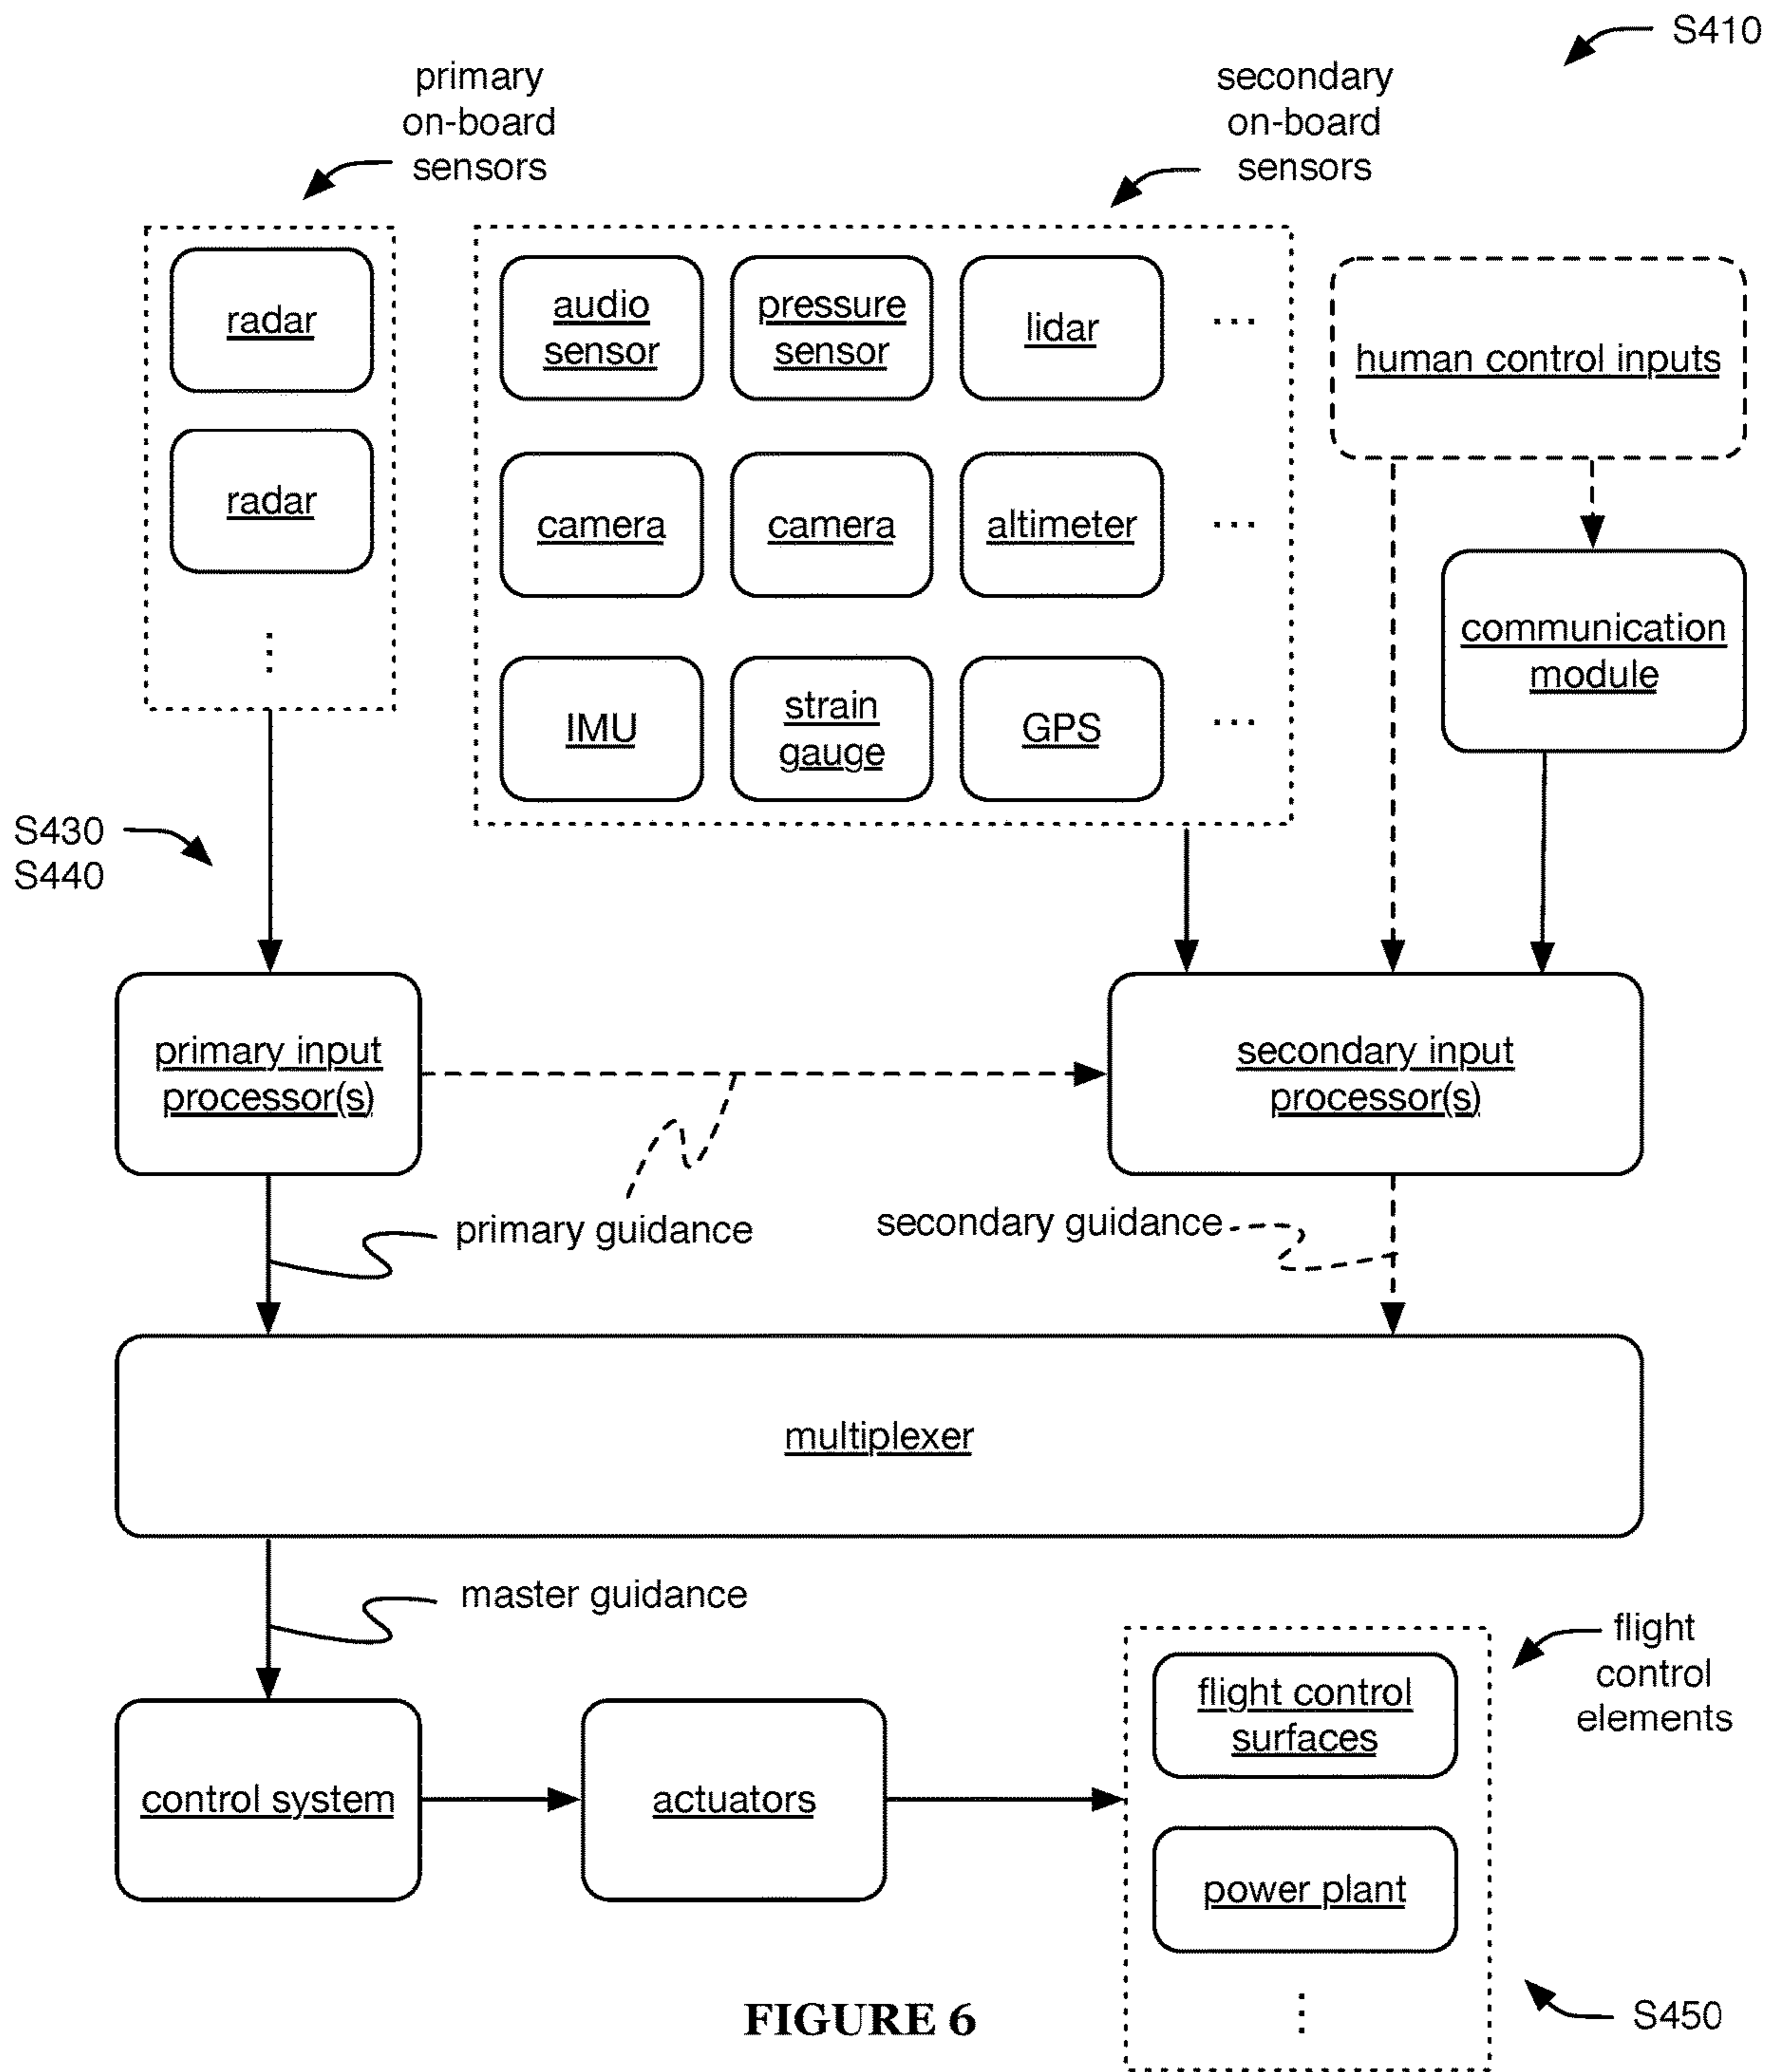 S410
primary
on-board
sensors
secondary
on-board
sensors
radar
radar
⋮
audio
sensor
pressure
sensor
lidar
...
camera
camera
altimeter
...
IMU
strain
gauge
GPS
...
human control inputs
communication
module
S430
S440
primary input
processor(s)
secondary input
processor(s)
primary guidance
secondary guidance
multiplexer
master guidance
control system
actuators
flight control
surfaces
power plant
⋮
flight
control
elements
S450
FIGURE 6